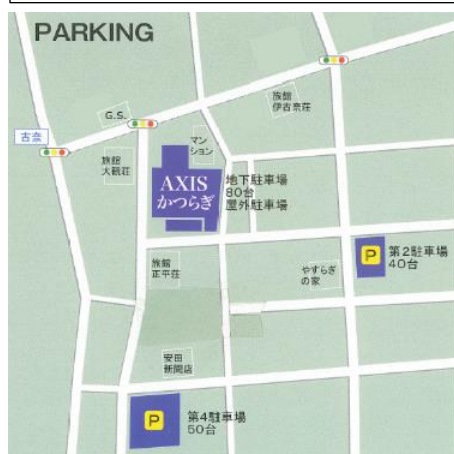 PARKING
旅館
伊古奈荘
G.S.
古奈
マン
ション
旅館
大観荘
AXIS
かつらぎ
地下駐車場
80台
屋外駐車場
P
第2駐車場
40台
旅館
正平荘
やすらぎ
の家
安田
新聞店
P
第4駐車場
50台